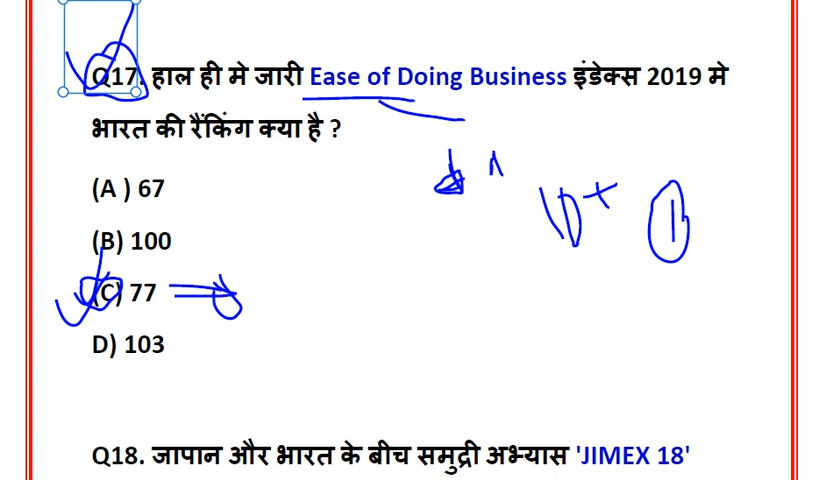 Q17. हाल ही मे जारी Ease of Doing Business इंडेक्स 2019 मे
भारत की रैंकिंग क्या है ?
(A ) 67
(B) 100
(C) 77
D) 103
Q18. जापान और भारत के बीच समुद्री अभ्यास 'JIMEX 18'